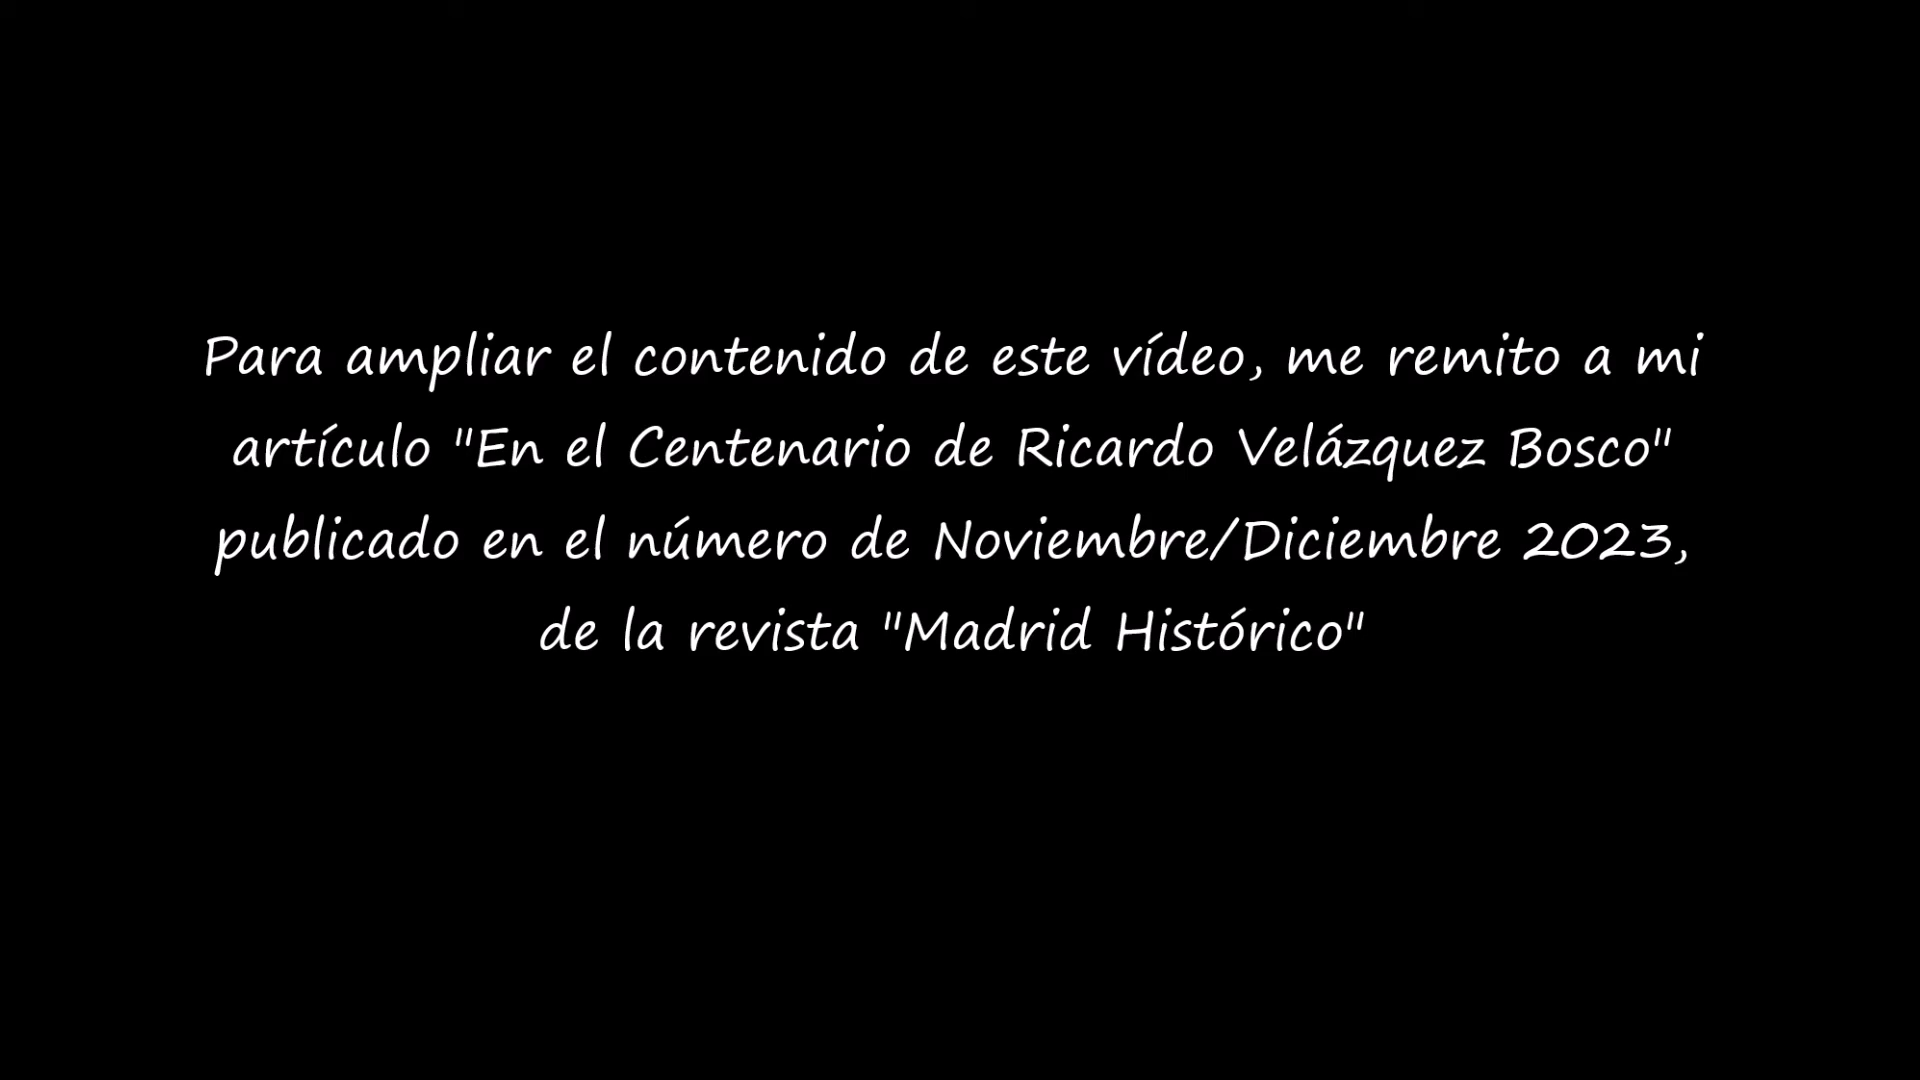 Para ampliar el contenido de este vídeo, me remito a mi
artículo "En el Centenario de Ricardo Velázquez Bosco"
publicado en el número de Noviembre/Diciembre 2023,
de la revista "Madrid Histórico"